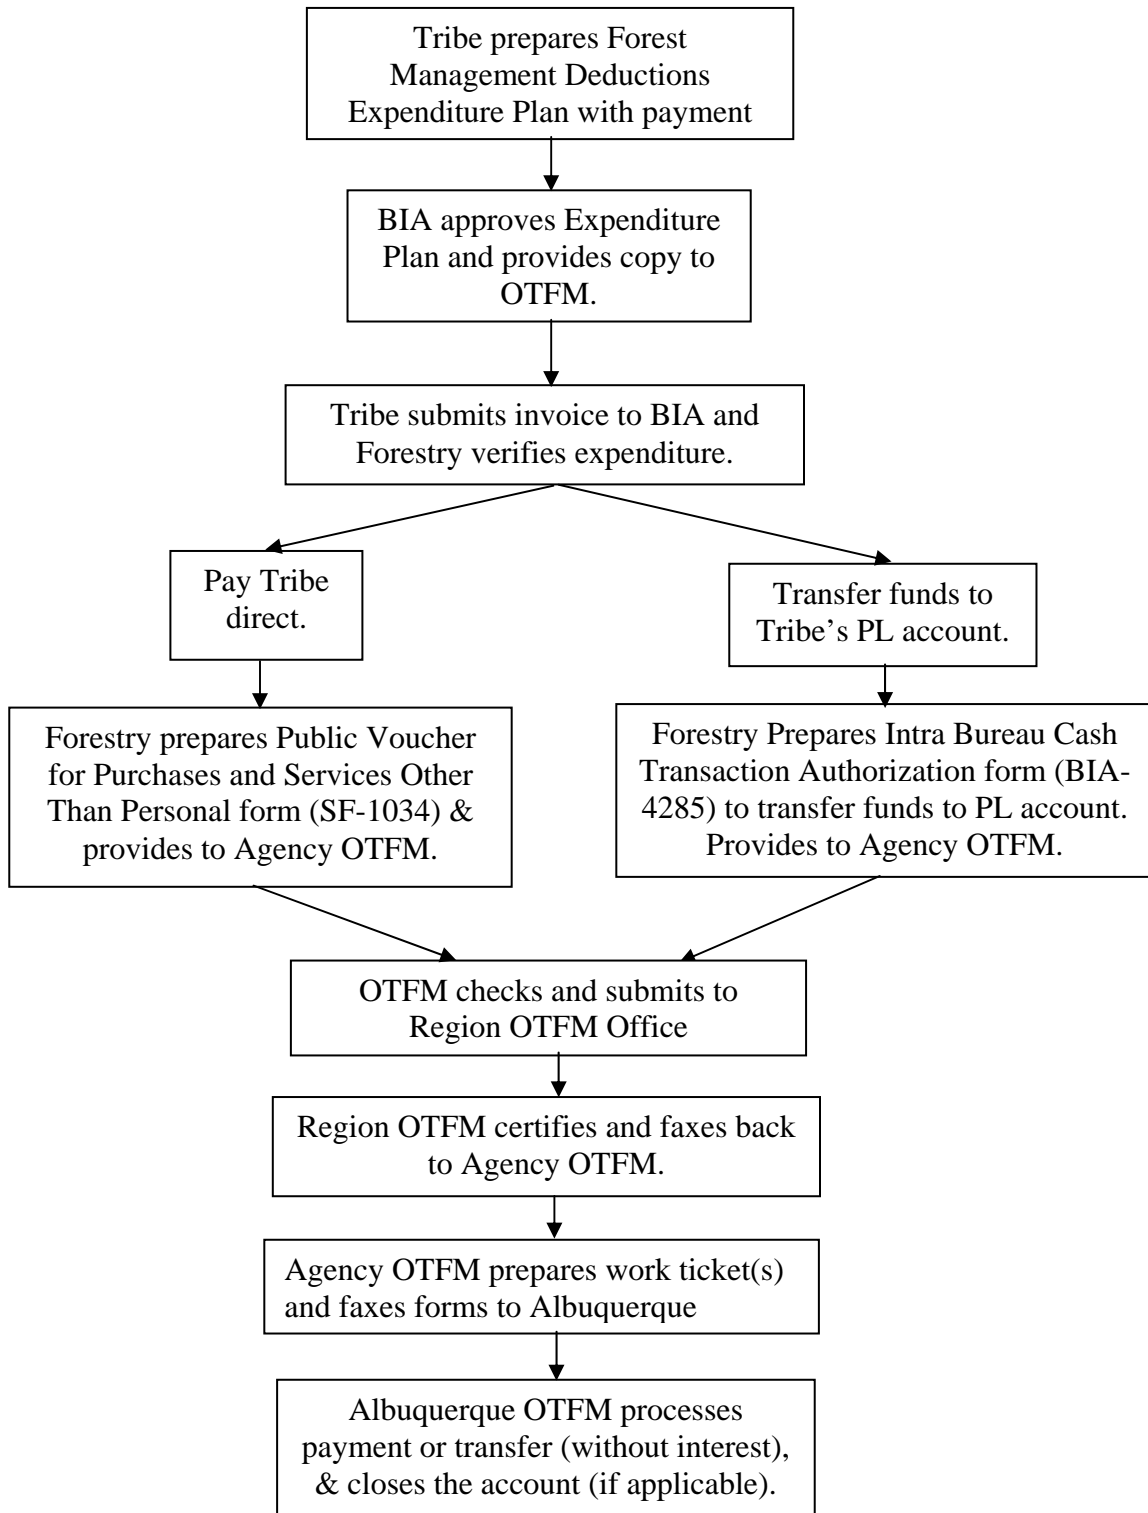 Tribe prepares Forest
Management Deductions
Expenditure Plan with payment
BIA approves Expenditure
Plan and provides copy to
OTFM.
Tribe submits invoice to BIA and
Forestry verifies expenditure.
Pay Tribe
direct.
Transfer funds to
Tribe’s PL account.
Forestry prepares Public Voucher
for Purchases and Services Other
Than Personal form (SF-1034) &
provides to Agency OTFM.
Forestry Prepares Intra Bureau Cash
Transaction Authorization form (BIA-
4285) to transfer funds to PL account.
Provides to Agency OTFM.
OTFM checks and submits to
Region OTFM Office
Region OTFM certifies and faxes back
to Agency OTFM.
Agency OTFM prepares work ticket(s)
and faxes forms to Albuquerque
Albuquerque OTFM processes
payment or transfer (without interest),
& closes the account (if applicable).